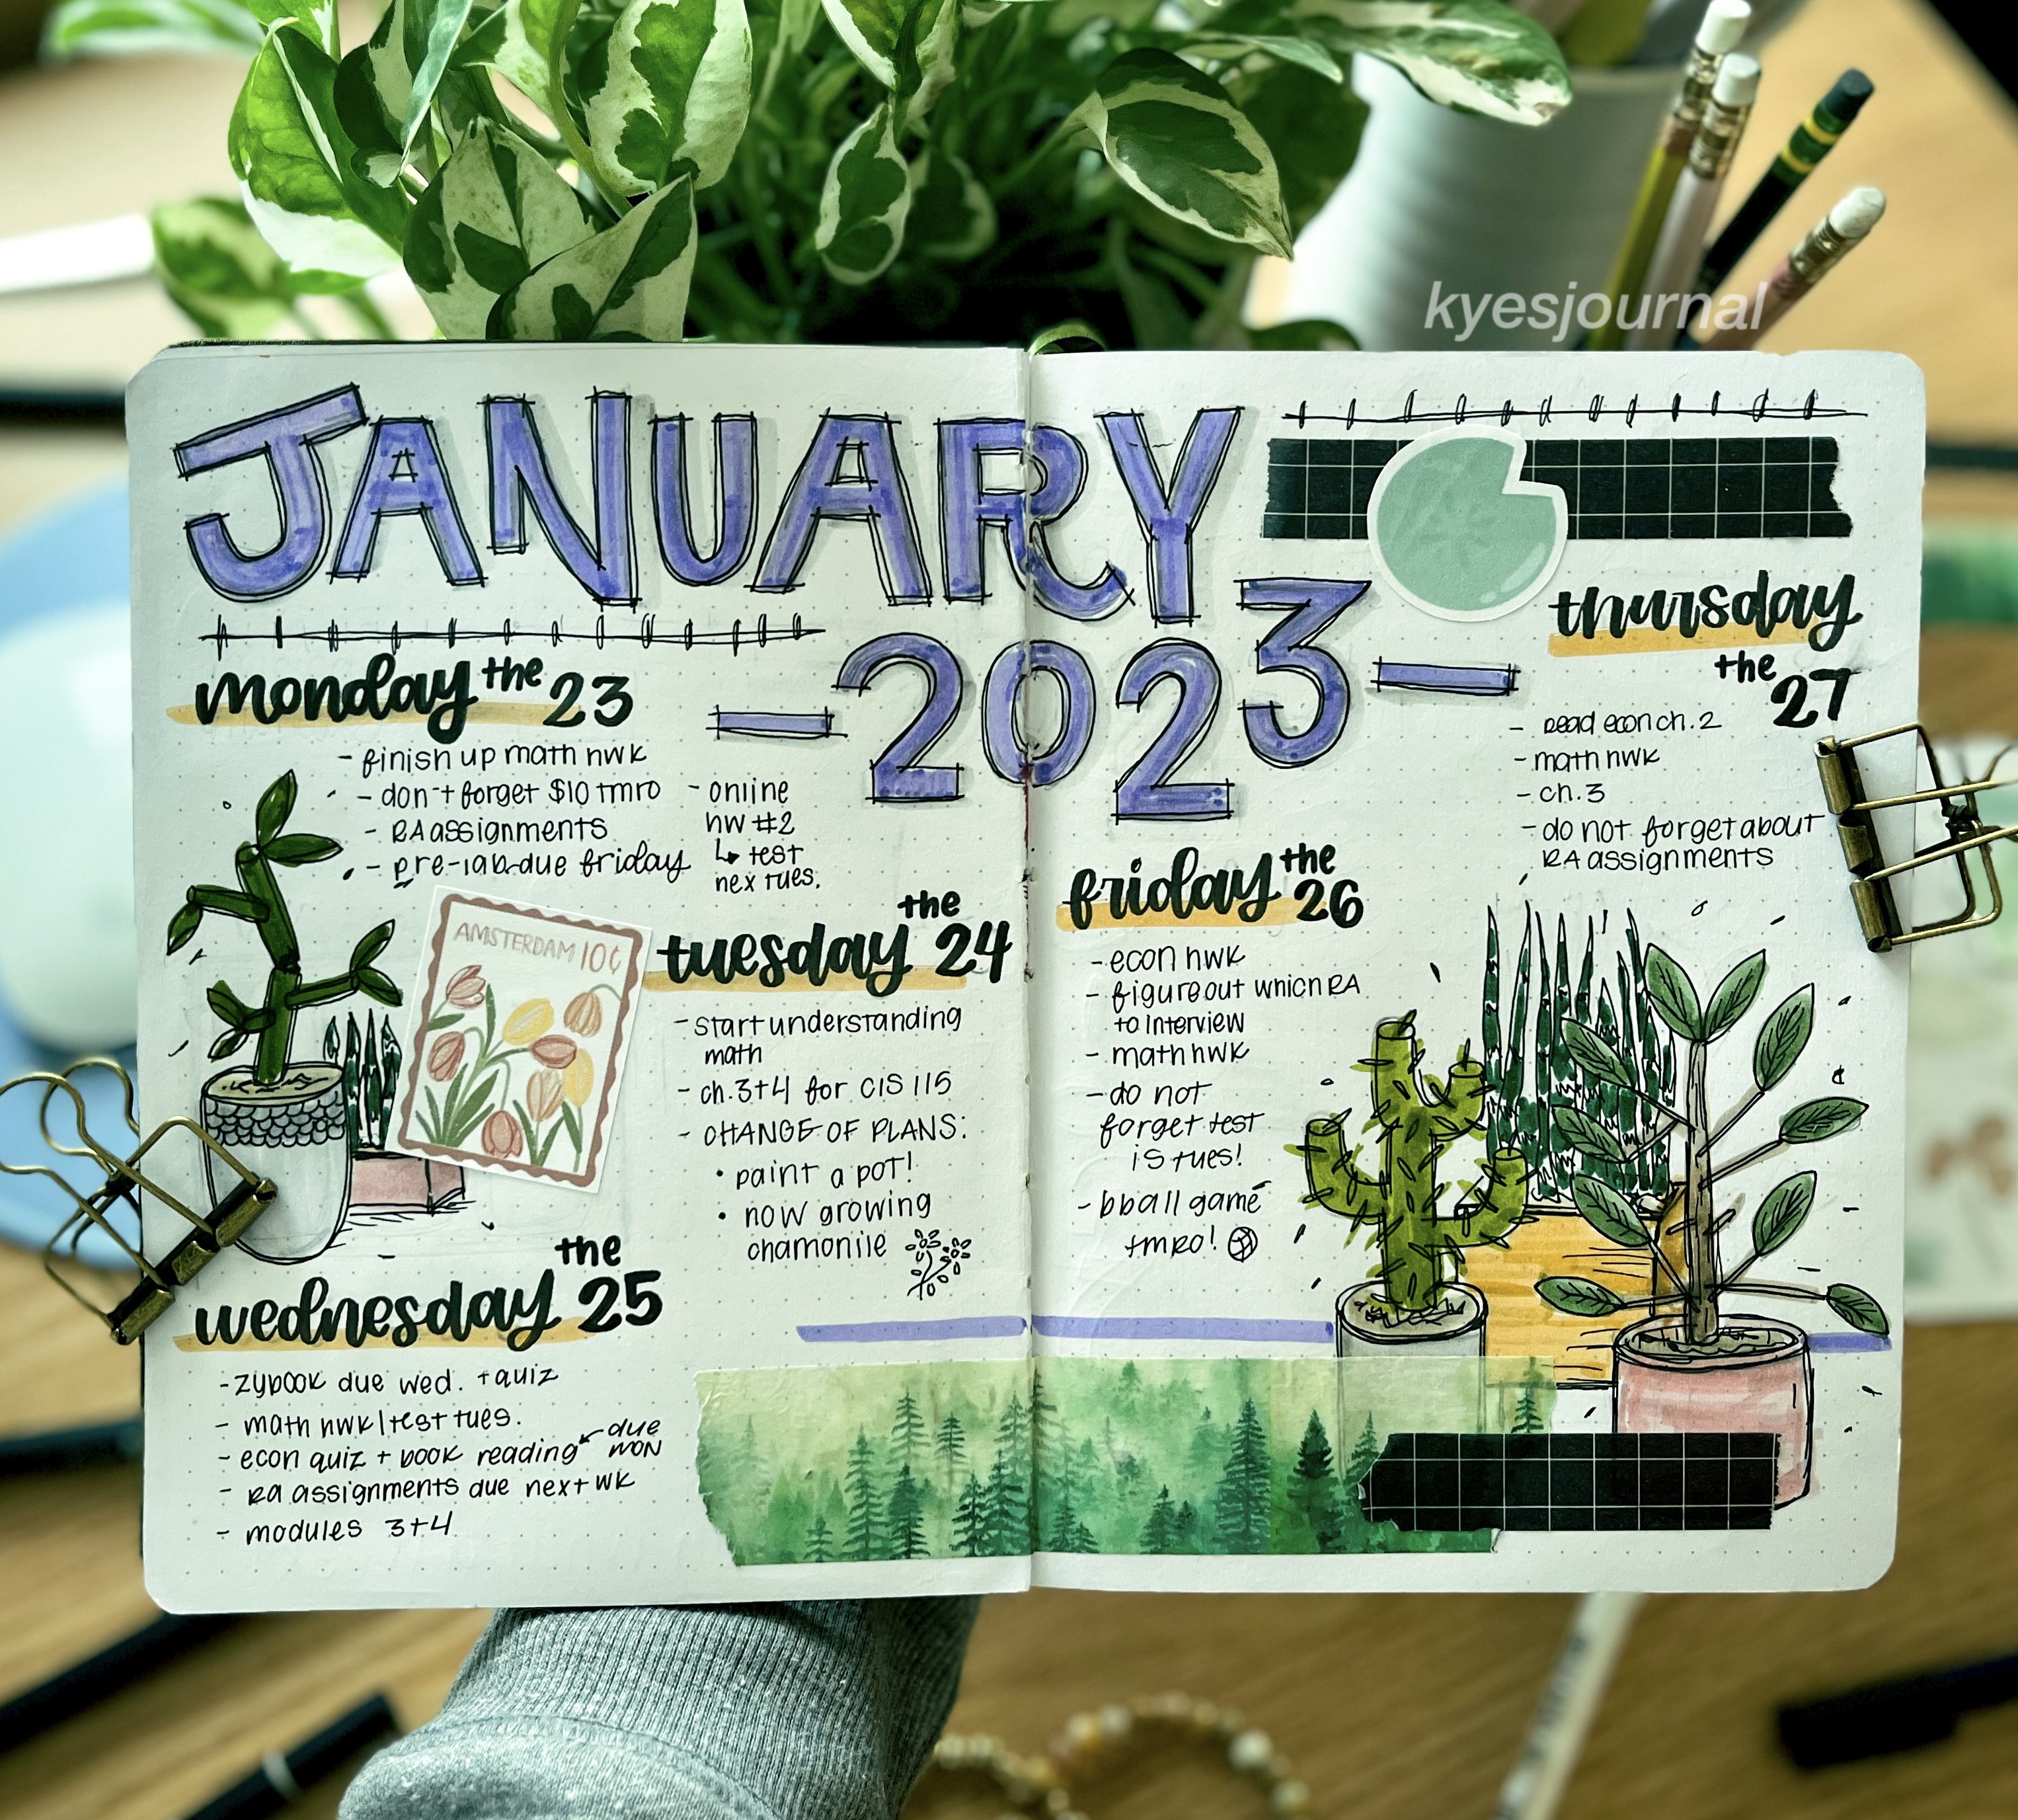 kyesjournal
JANUARY
-2023-
monday the 23
- finish up math hwk
- don't forget $10 tmro
- RA assignments
- pre-lab due friday
- online
hw #2
↳ test
nex tues.
AMSTERDAM 10¢
tuesday the 24
- start understanding
math
- ch. 3+4 for CIS 115
- CHANGE OF PLANS:
• paint a pot!
• now growing
chamomile
wednesday the 25
- zybook due wed. + quiz
- math hwk | test tues.
- econ quiz + book reading ← due
MON
- RA assignments due next wk
- modules 3+4
thursday
the 27
- read econ ch. 2
- math hwk
- ch. 3
- do not forget about
RA assignments
friday the 26
- econ hwk
- figure out which RA
to interview
- math hwk
- do not
forget test
is tues!
- bball game
tmro!